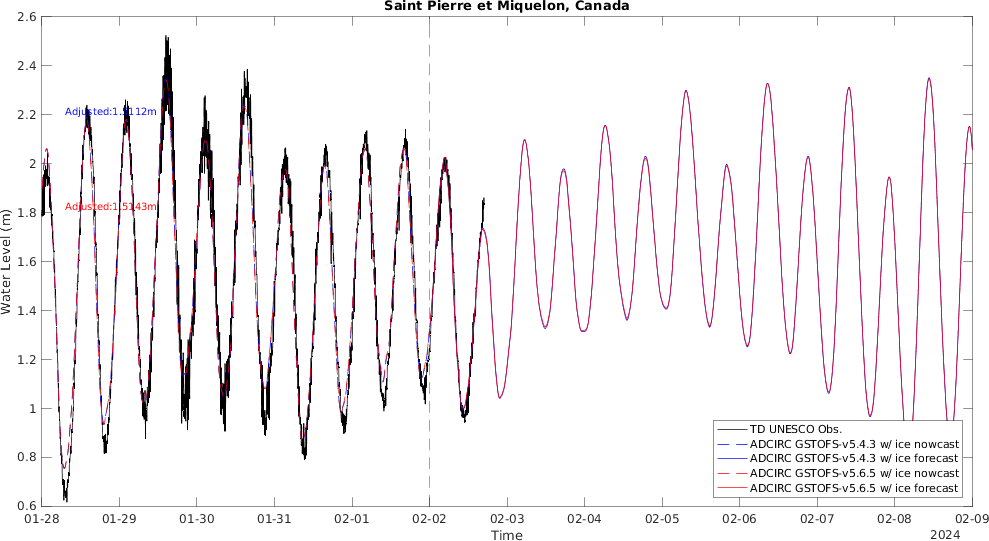 Saint Pierre et Miquelon, Canada
Water Level (m)
2.6
2.4
2.2
2
1.8
1.6
1.4
1.2
1
0.8
0.6
Adjusted:1.5112m
Adjusted:1.5143m
TD UNESCO Obs.
ADCIRC GSTOFS-v5.4.3 w/ ice nowcast
ADCIRC GSTOFS-v5.4.3 w/ ice forecast
ADCIRC GSTOFS-v5.6.5 w/ ice nowcast
ADCIRC GSTOFS-v5.6.5 w/ ice forecast
01-28 01-29 01-30 01-31 02-01 02-02 02-03 02-04 02-05 02-06 02-07 02-08 02-09
Time
2024